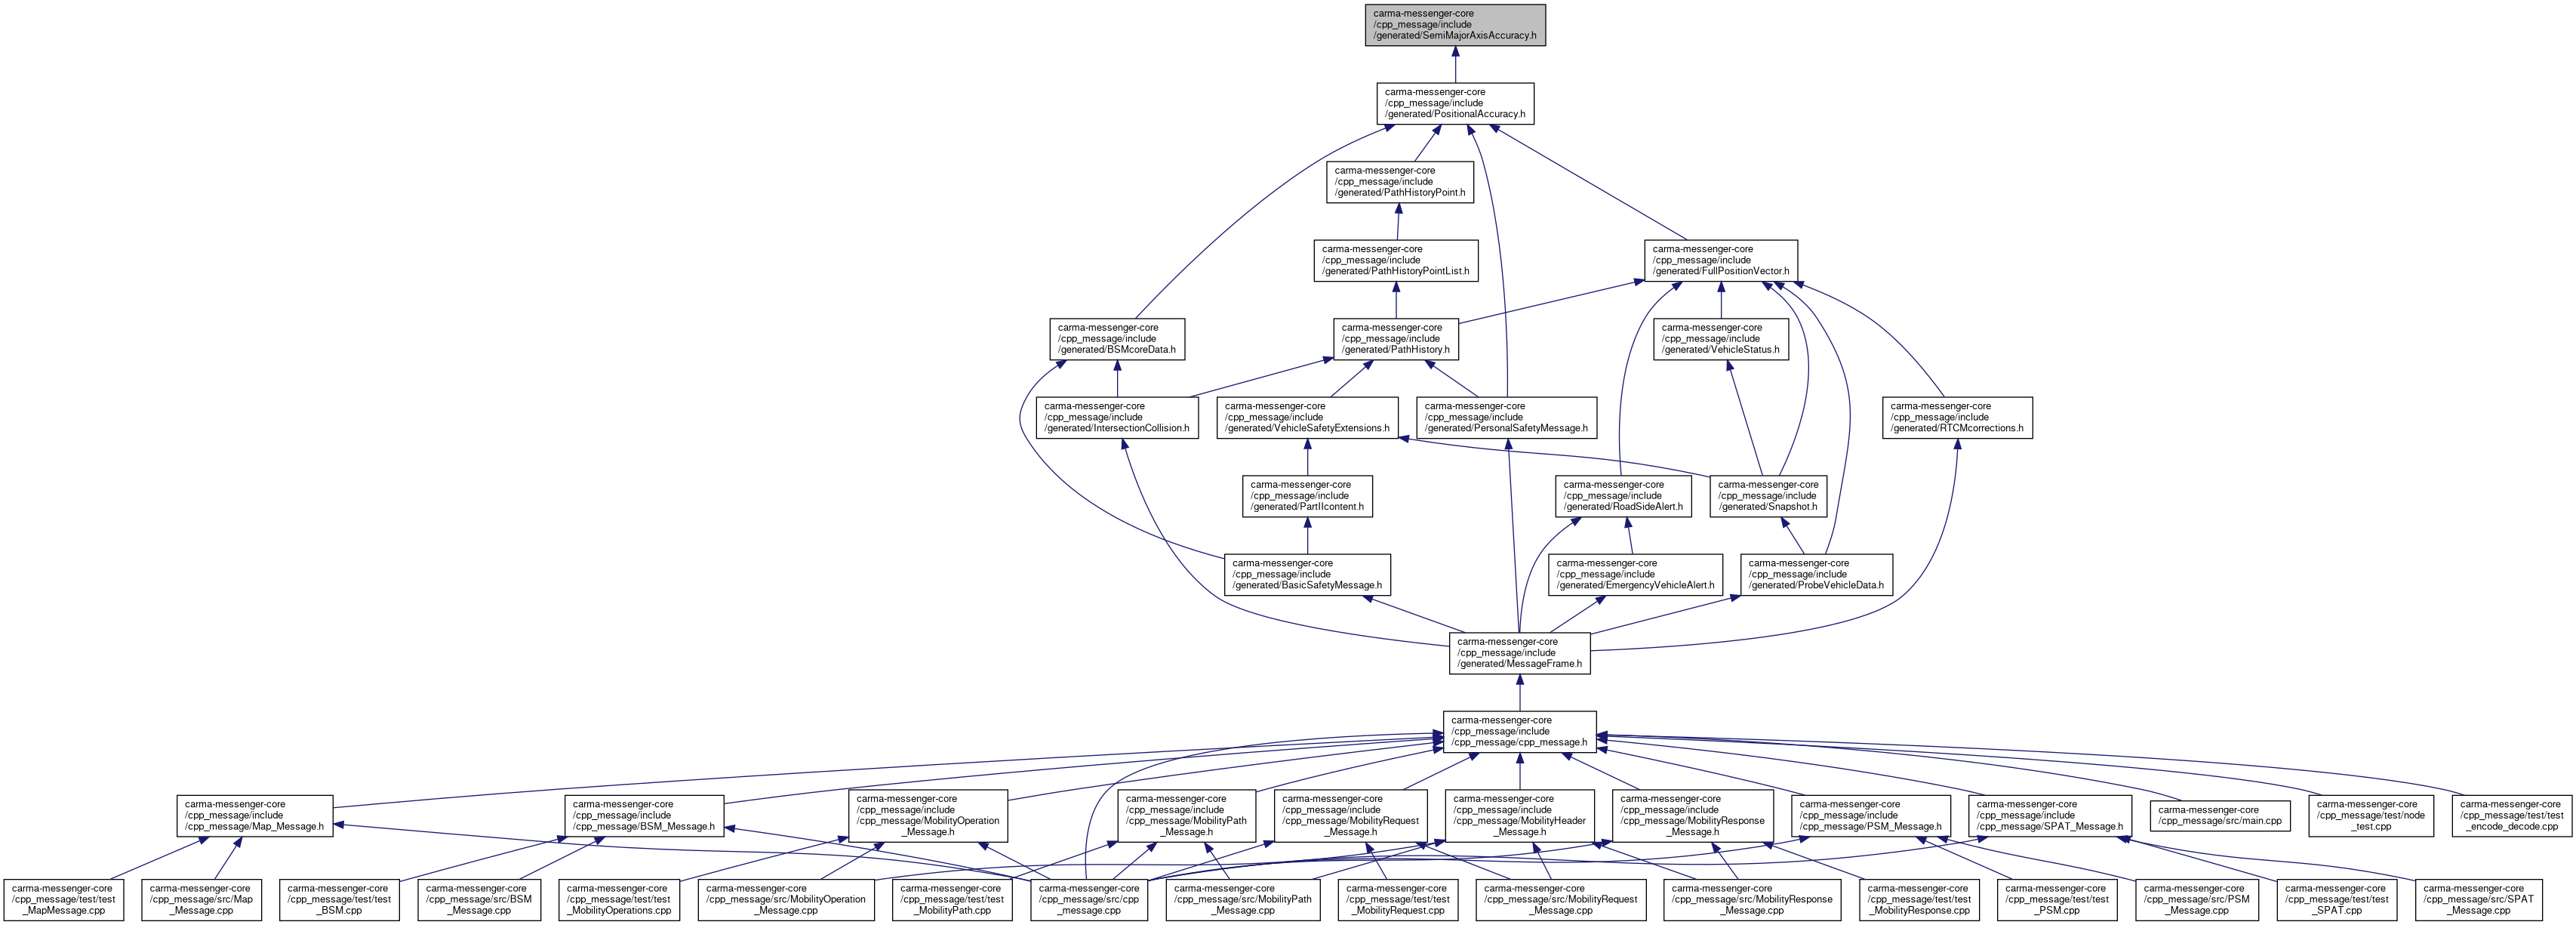 carma-messenger-core
/cpp_message/include
/generated/SemiMajorAxisAccuracy.h
carma-messenger-core
/cpp_message/include
/generated/PositionalAccuracy.h
carma-messenger-core
/cpp_message/include
/generated/PathHistoryPoint.h
carma-messenger-core
/cpp_message/include
/generated/PathHistoryPointList.h
carma-messenger-core
/cpp_message/include
/generated/FullPositionVector.h
carma-messenger-core
/cpp_message/include
/generated/BSMcoreData.h
carma-messenger-core
/cpp_message/include
/generated/PathHistory.h
carma-messenger-core
/cpp_message/include
/generated/VehicleStatus.h
carma-messenger-core
/cpp_message/include
/generated/IntersectionCollision.h
carma-messenger-core
/cpp_message/include
/generated/VehicleSafetyExtensions.h
carma-messenger-core
/cpp_message/include
/generated/PersonalSafetyMessage.h
carma-messenger-core
/cpp_message/include
/generated/RTCMcorrections.h
carma-messenger-core
/cpp_message/include
/generated/PartIIcontent.h
carma-messenger-core
/cpp_message/include
/generated/RoadSideAlert.h
carma-messenger-core
/cpp_message/include
/generated/Snapshot.h
carma-messenger-core
/cpp_message/include
/generated/BasicSafetyMessage.h
carma-messenger-core
/cpp_message/include
/generated/EmergencyVehicleAlert.h
carma-messenger-core
/cpp_message/include
/generated/ProbeVehicleData.h
carma-messenger-core
/cpp_message/include
/generated/MessageFrame.h
carma-messenger-core
/cpp_message/include
/cpp_message/cpp_message.h
carma-messenger-core
/cpp_message/include
/cpp_message/Map_Message.h
carma-messenger-core
/cpp_message/include
/cpp_message/BSM_Message.h
carma-messenger-core
/cpp_message/include
/cpp_message/MobilityOperation
_Message.h
carma-messenger-core
/cpp_message/include
/cpp_message/MobilityPath
_Message.h
carma-messenger-core
/cpp_message/include
/cpp_message/MobilityRequest
_Message.h
carma-messenger-core
/cpp_message/include
/cpp_message/MobilityHeader
_Message.h
carma-messenger-core
/cpp_message/include
/cpp_message/MobilityResponse
_Message.h
carma-messenger-core
/cpp_message/include
/cpp_message/PSM_Message.h
carma-messenger-core
/cpp_message/include
/cpp_message/SPAT_Message.h
carma-messenger-core
/cpp_message/src/main.cpp
carma-messenger-core
/cpp_message/test/node
_test.cpp
carma-messenger-core
/cpp_message/test/test
_encode_decode.cpp
carma-messenger-core
/cpp_message/test/test
_MapMessage.cpp
carma-messenger-core
/cpp_message/src/Map
_Message.cpp
carma-messenger-core
/cpp_message/test/test
_BSM.cpp
carma-messenger-core
/cpp_message/src/BSM
_Message.cpp
carma-messenger-core
/cpp_message/test/test
_MobilityOperations.cpp
carma-messenger-core
/cpp_message/src/MobilityOperation
_Message.cpp
carma-messenger-core
/cpp_message/test/test
_MobilityPath.cpp
carma-messenger-core
/cpp_message/src/cpp
_message.cpp
carma-messenger-core
/cpp_message/src/MobilityPath
_Message.cpp
carma-messenger-core
/cpp_message/test/test
_MobilityRequest.cpp
carma-messenger-core
/cpp_message/src/MobilityRequest
_Message.cpp
carma-messenger-core
/cpp_message/src/MobilityResponse
_Message.cpp
carma-messenger-core
/cpp_message/test/test
_MobilityResponse.cpp
carma-messenger-core
/cpp_message/test/test
_PSM.cpp
carma-messenger-core
/cpp_message/src/PSM
_Message.cpp
carma-messenger-core
/cpp_message/test/test
_SPAT.cpp
carma-messenger-core
/cpp_message/src/SPAT
_Message.cpp